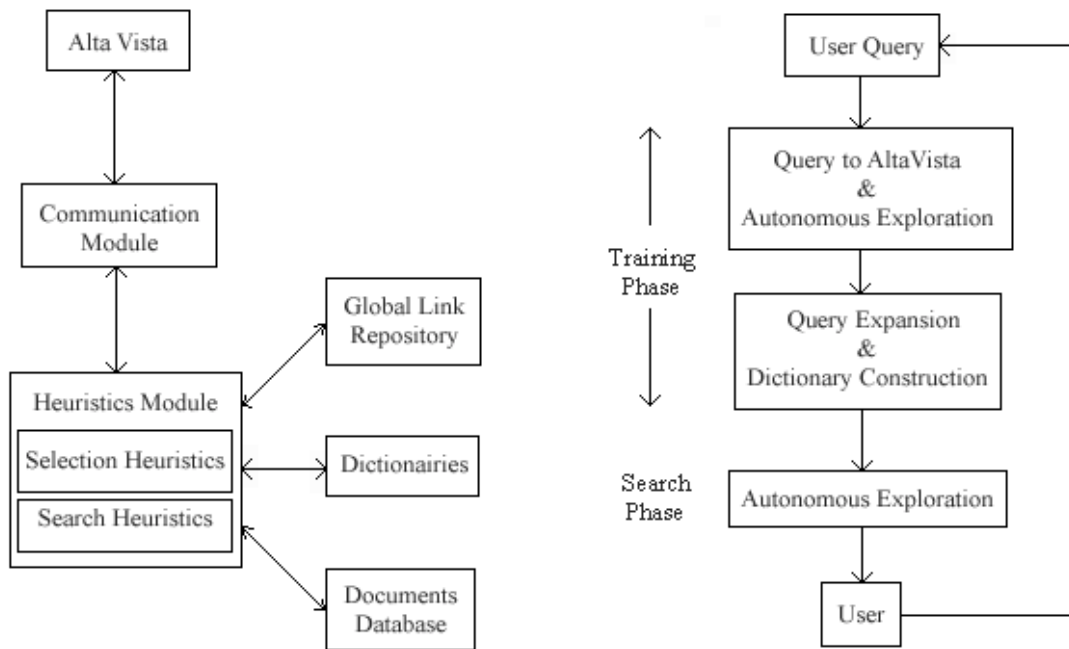 Alta Vista
Communication
Module
Global Link
Repository
Heuristics Module
Selection Heuristics
Search Heuristics
Dictionairies
Documents
Database
User Query
Query to AltaVista
&
Autonomous Exploration
Training
Phase
Query Expansion
&
Dictionary Construction
Search
Phase
Autonomous Exploration
User